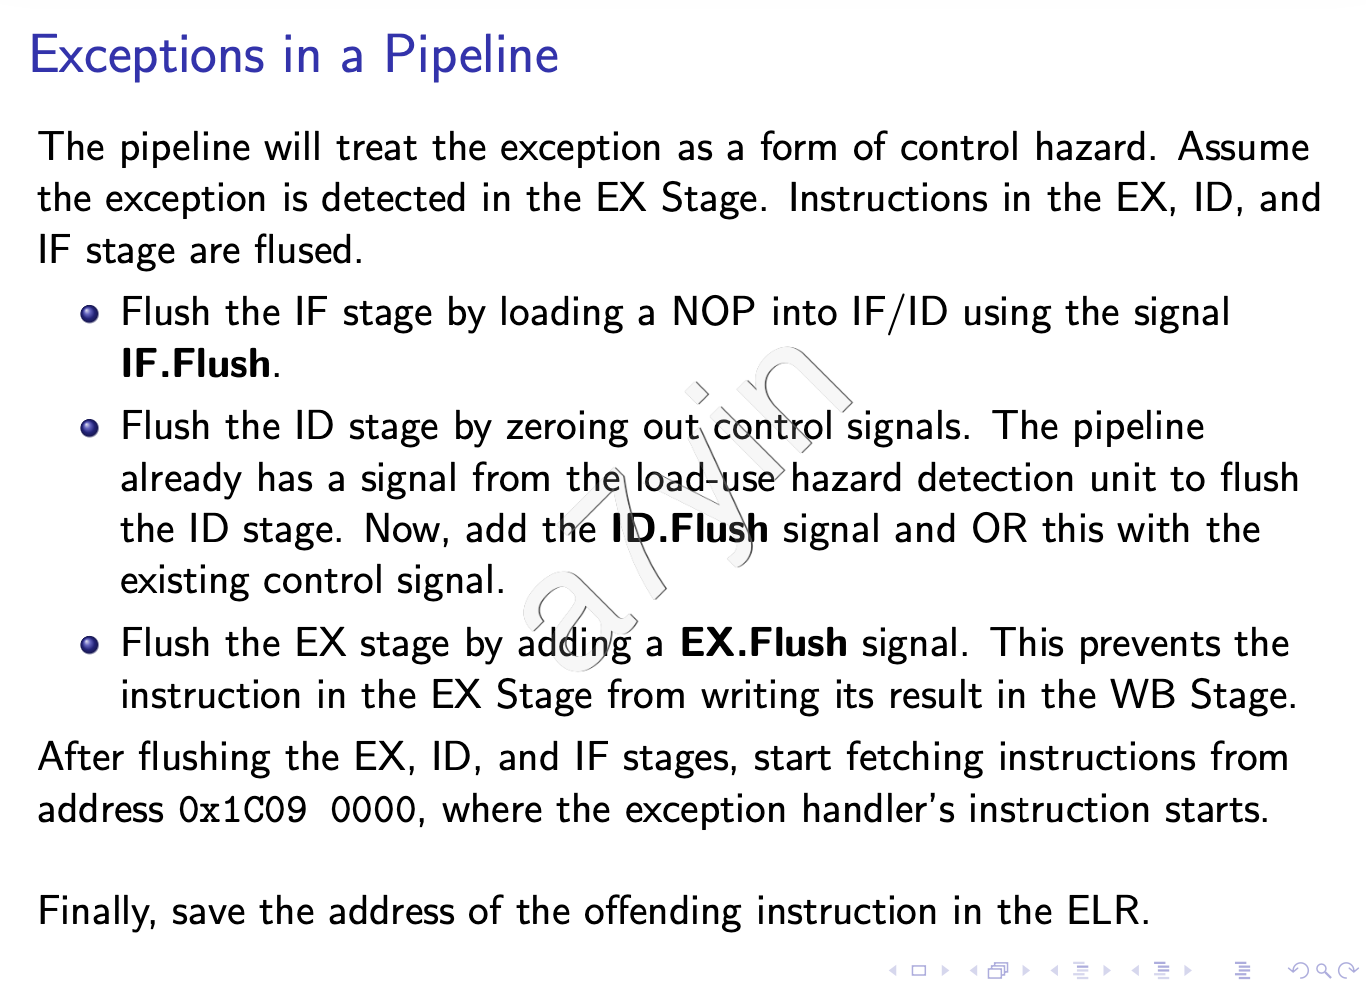 Exceptions in a Pipeline
The pipeline will treat the exception as a form of control hazard. Assume
the exception is detected in the EX Stage. Instructions in the EX, ID, and
IF stage are flused.
Flush the IF stage by loading a NOP into IF/ID using the signal
IF.Flush.
Flush the ID stage by zeroing out control signals. The pipeline
already has a signal from the load-use hazard detection unit to flush
the ID stage. Now, add the ID.Flush signal and OR this with the
existing control signal.
Flush the EX stage by adding a EX.Flush signal. This prevents the
instruction in the EX Stage from writing its result in the WB Stage.
After flushing the EX, ID, and IF stages, start fetching instructions from
address 0x1C09 0000, where the exception handler's instruction starts.
Finally, save the address of the offending instruction in the ELR.
a7yin